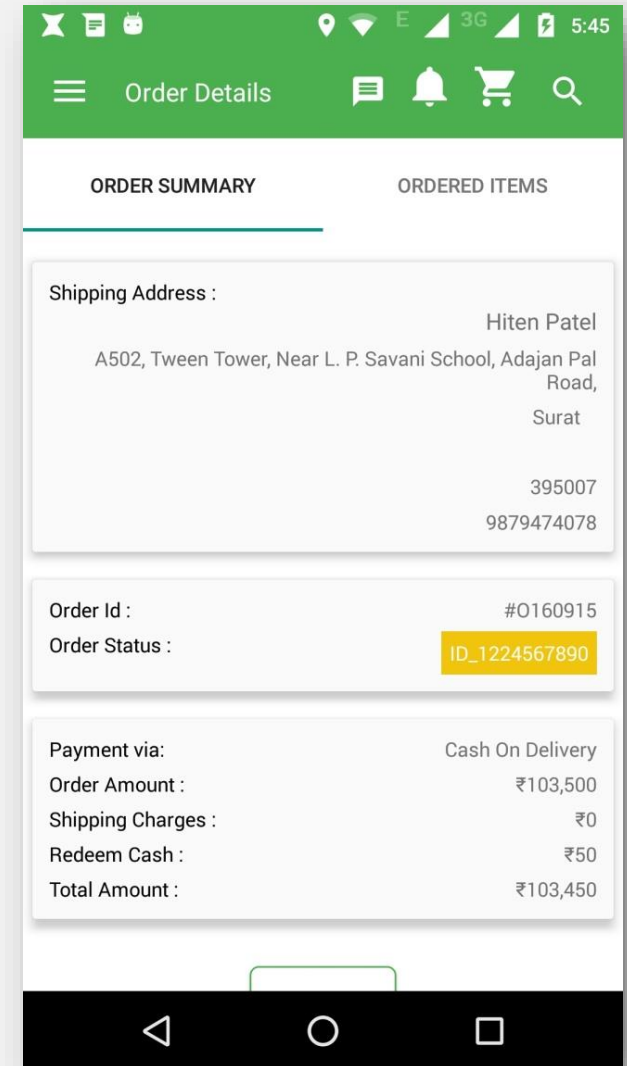 E 3G 5:45
Order Details
ORDER SUMMARY ORDERED ITEMS
Shipping Address :
Hiten Patel
A502, Tween Tower, Near L. P. Savani School, Adajan Pal
Road,
Surat
395007
9879474078
Order Id : #O160915
Order Status : ID_1224567890
Payment via: Cash On Delivery
Order Amount : ₹103,500
Shipping Charges : ₹0
Redeem Cash : ₹50
Total Amount : ₹103,450